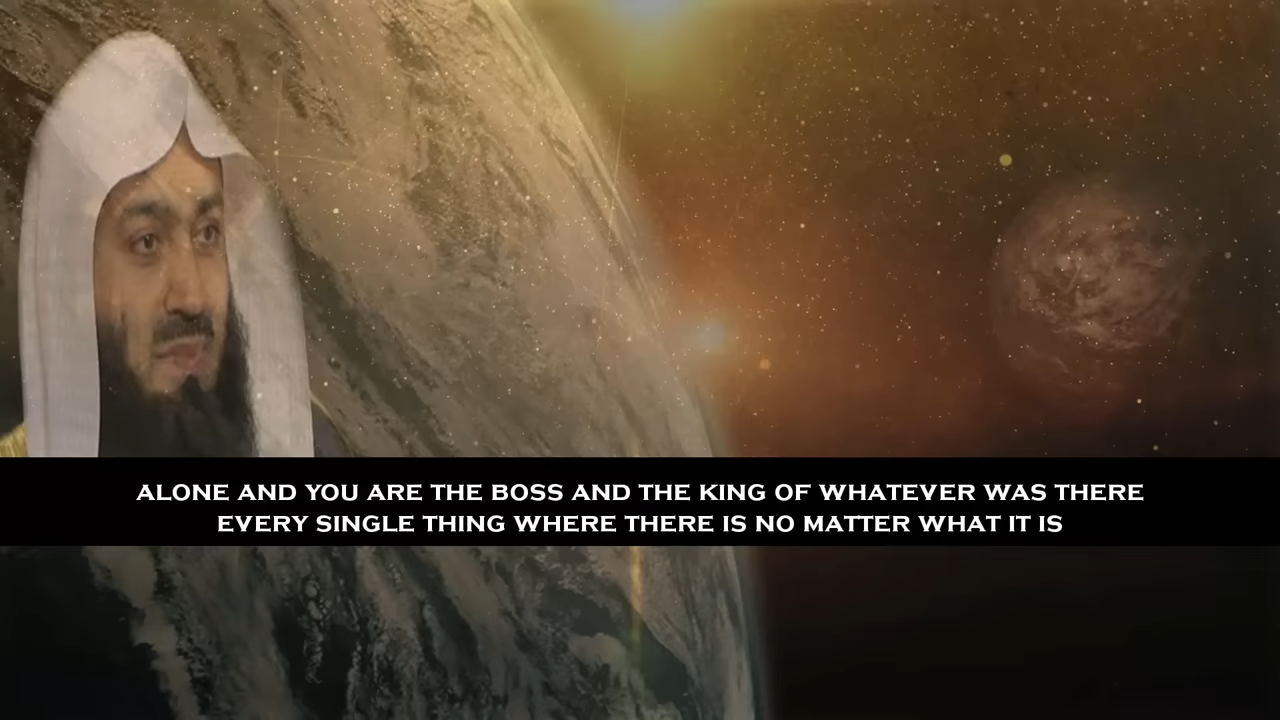 ALONE AND YOU ARE THE BOSS AND THE KING OF WHATEVER WAS THERE
EVERY SINGLE THING WHERE THERE IS NO MATTER WHAT IT IS